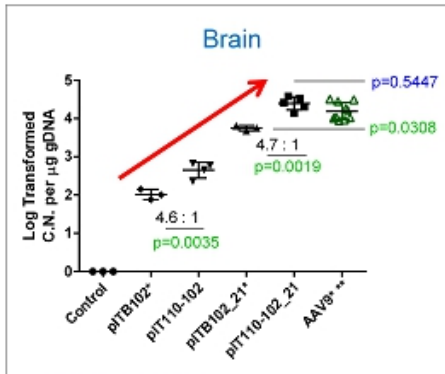 Brain
Log Transformed
C.N. per µg gDNA
5
4
3
2
1
0
p=0.5447
p=0.0308
4.7 : 1
p=0.0019
4.6 : 1
p=0.0035
Control
pITB102*
pIT110-102
pITB102_21*
pIT110-102_21
AAV9* **